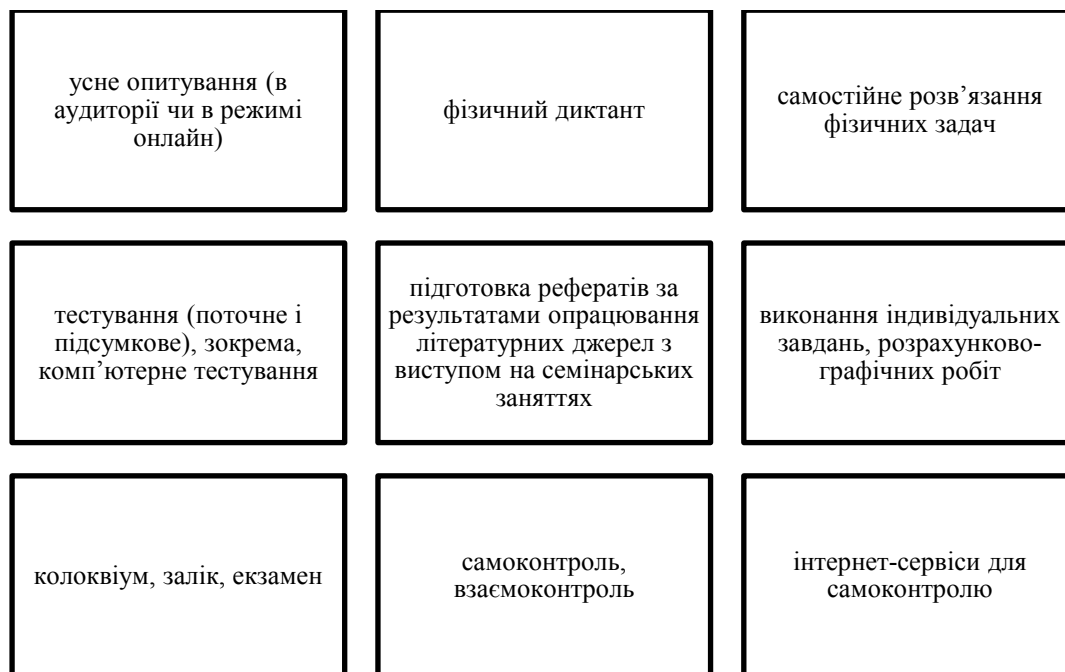 усне опитування (в
аудиторії чи в режимі
онлайн)
фізичний диктант
самостійне розв’язання
фізичних задач
тестування (поточне і
підсумкове), зокрема,
комп’ютерне тестування
підготовка рефератів за
результатами опрацювання
літературних джерел з
виступом на семінарських
заняттях
виконання індивідуальних
завдань, розрахунково-
графічних робіт
колоквіум, залік, екзамен
самоконтроль,
взаємоконтроль
інтернет-сервіси для
самоконтролю